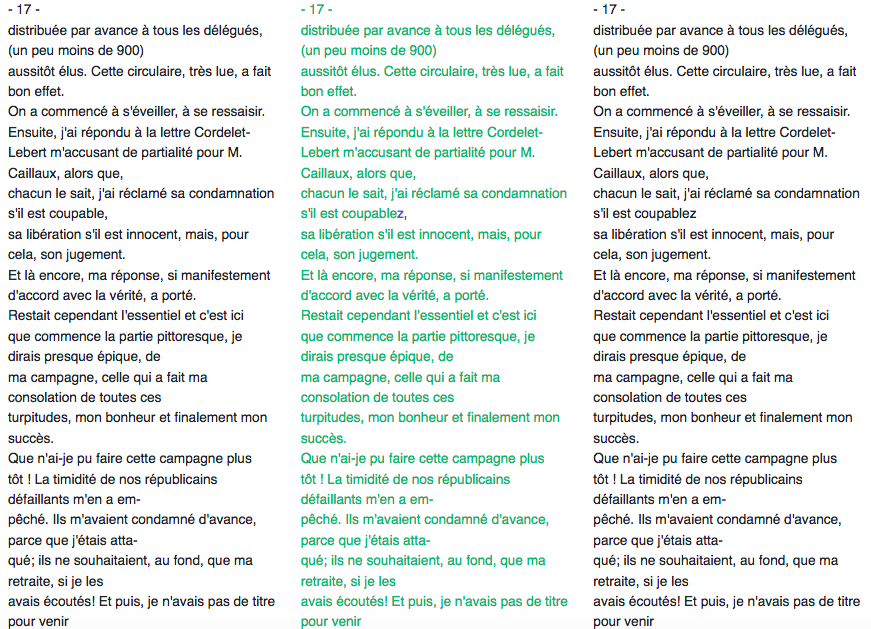 - 17 -
distribuée par avance à tous les délégués,
(un peu moins de 900)
aussitôt élus. Cette circulaire, très lue, a fait
bon effet.
On a commencé à s'éveiller, à se ressaisir.
Ensuite, j'ai répondu à la lettre Cordelet-
Lebert m'accusant de partialité pour M.
Caillaux, alors que,
chacun le sait, j'ai réclamé sa condamnation
s'il est coupable,
sa libération s'il est innocent, mais, pour
cela, son jugement.
Et là encore, ma réponse, si manifestement
d'accord avec la vérité, a porté.
Restait cependant l'essentiel et c'est ici
que commence la partie pittoresque, je
dirais presque épique, de
ma campagne, celle qui a fait ma
consolation de toutes ces
turpitudes, mon bonheur et finalement mon
succès.
Que n'ai-je pu faire cette campagne plus
tôt ! La timidité de nos républicains
défaillants m'en a em-
pêché. Ils m'avaient condamné d'avance,
parce que j'étais atta-
qué; ils ne souhaitaient, au fond, que ma
retraite, si je les
avais écoutés! Et puis, je n'avais pas de titre
pour venir
- 17 -
distribuée par avance à tous les délégués,
(un peu moins de 900)
aussitôt élus. Cette circulaire, très lue, a fait
bon effet.
On a commencé à s'éveiller, à se ressaisir.
Ensuite, j'ai répondu à la lettre Cordelet-
Lebert m'accusant de partialité pour M.
Caillaux, alors que,
chacun le sait, j'ai réclamé sa condamnation
s'il est coupablez,
sa libération s'il est innocent, mais, pour
cela, son jugement.
Et là encore, ma réponse, si manifestement
d'accord avec la vérité, a porté.
Restait cependant l'essentiel et c'est ici
que commence la partie pittoresque, je
dirais presque épique, de
ma campagne, celle qui a fait ma
consolation de toutes ces
turpitudes, mon bonheur et finalement mon
succès.
Que n'ai-je pu faire cette campagne plus
tôt ! La timidité de nos républicains
défaillants m'en a em-
pêché. Ils m'avaient condamné d'avance,
parce que j'étais atta-
qué; ils ne souhaitaient, au fond, que ma
retraite, si je les
avais écoutés! Et puis, je n'avais pas de titre
pour venir
- 17 -
distribuée par avance à tous les délégués,
(un peu moins de 900)
aussitôt élus. Cette circulaire, très lue, a fait
bon effet.
On a commencé à s'éveiller, à se ressaisir.
Ensuite, j'ai répondu à la lettre Cordelet-
Lebert m'accusant de partialité pour M.
Caillaux, alors que,
chacun le sait, j'ai réclamé sa condamnation
s'il est coupablez
sa libération s'il est innocent, mais, pour
cela, son jugement.
Et là encore, ma réponse, si manifestement
d'accord avec la vérité, a porté.
Restait cependant l'essentiel et c'est ici
que commence la partie pittoresque, je
dirais presque épique, de
ma campagne, celle qui a fait ma
consolation de toutes ces
turpitudes, mon bonheur et finalement mon
succès.
Que n'ai-je pu faire cette campagne plus
tôt ! La timidité de nos républicains
défaillants m'en a em-
pêché. Ils m'avaient condamné d'avance,
parce que j'étais atta-
qué; ils ne souhaitaient, au fond, que ma
retraite, si je les
avais écoutés! Et puis, je n'avais pas de titre
pour venir